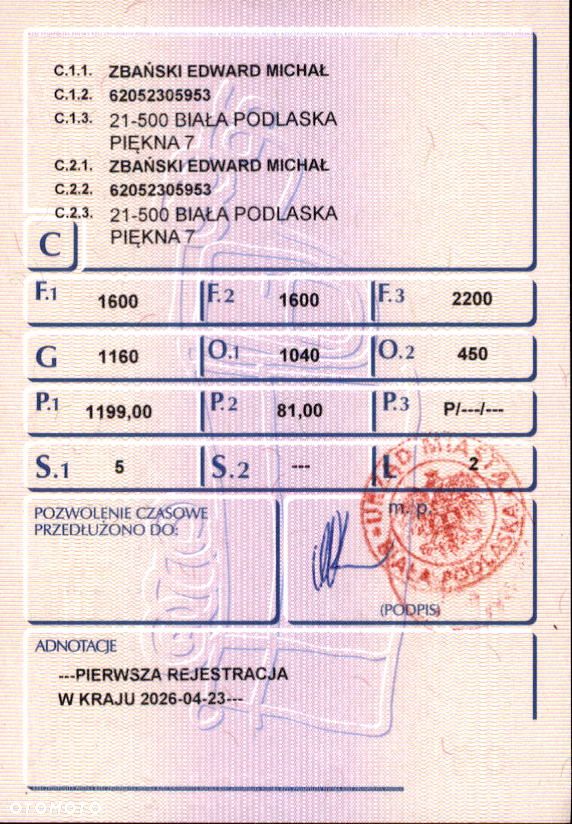 C.1.1. ZBAŃSKI EDWARD MICHAŁ
C.1.2. 62052305953
C.1.3. 21-500 BIAŁA PODLASKA
PIĘKNA 7
C.2.1. ZBAŃSKI EDWARD MICHAŁ
C.2.2. 62052305953
C.2.3. 21-500 BIAŁA PODLASKA
PIĘKNA 7
C
F.1 1600 F.2 1600 F.3 2200
G 1160 O.1 1040 O.2 450
P.1 1199,00 P.2 81,00 P.3 P/---/---
S.1 5 S.2 --- L 2
POZWOLENIE CZASOWE
PRZEDŁUŻONO DO:
m. p.
URZĄD MIASTA
BIAŁA PODLASKA
(PODPIS)
ADNOTACJE
---PIERWSZA REJESTRACJA
W KRAJU 2026-04-23---
OTOMOTO